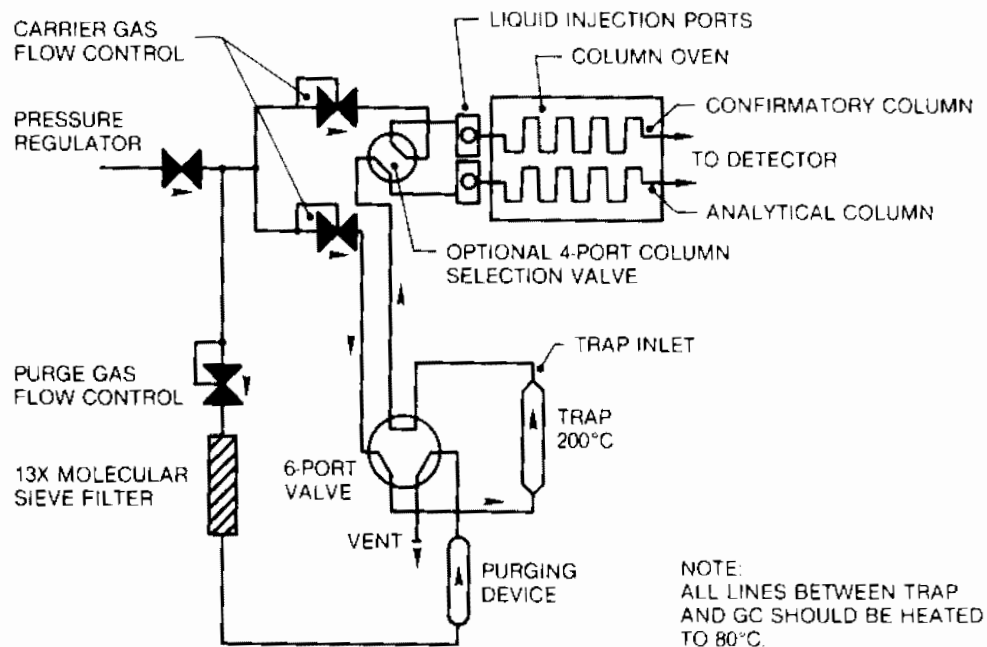 CARRIER GAS
FLOW CONTROL
LIQUID INJECTION PORTS
COLUMN OVEN
CONFIRMATORY COLUMN
TO DETECTOR
ANALYTICAL COLUMN
PRESSURE
REGULATOR
OPTIONAL 4-PORT COLUMN
SELECTION VALVE
PURGE GAS
FLOW CONTROL
TRAP INLET
TRAP
200°C
13X MOLECULAR
SIEVE FILTER
6-PORT
VALVE
VENT
PURGING
DEVICE
NOTE:
ALL LINES BETWEEN TRAP
AND GC SHOULD BE HEATED
TO 80°C.